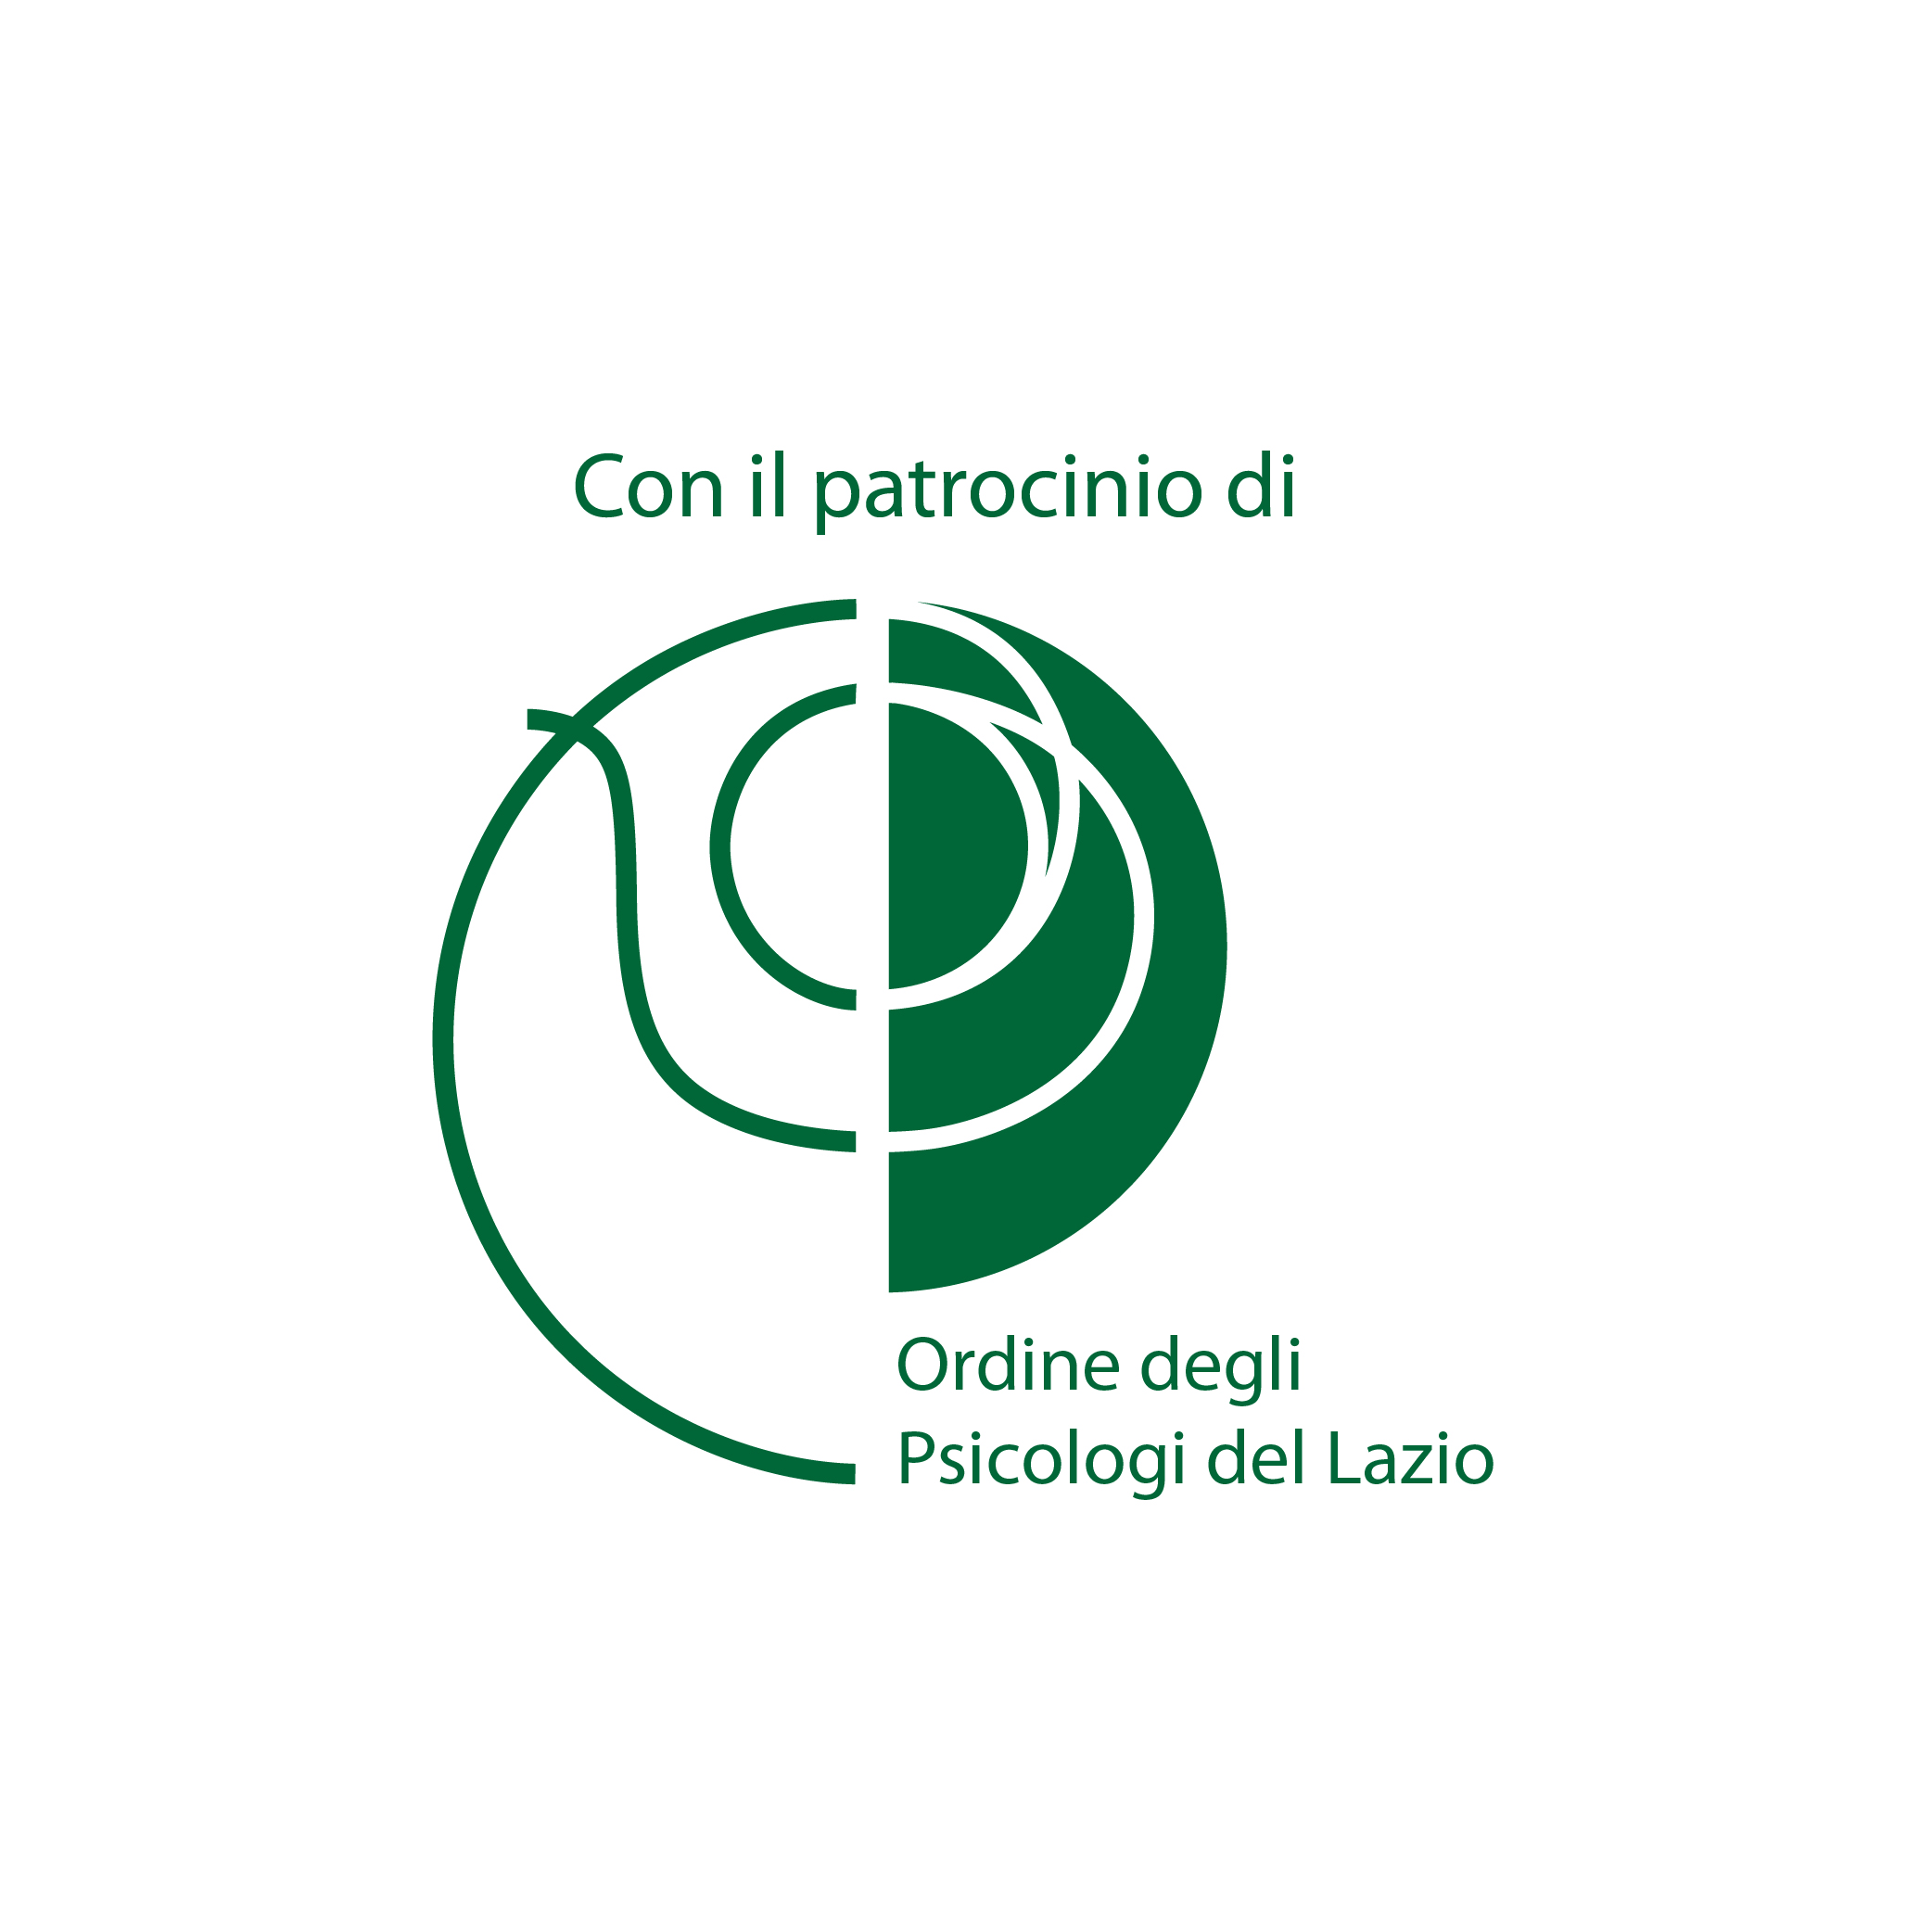 Con il patrocinio di
Ordine degli
Psicologi del Lazio